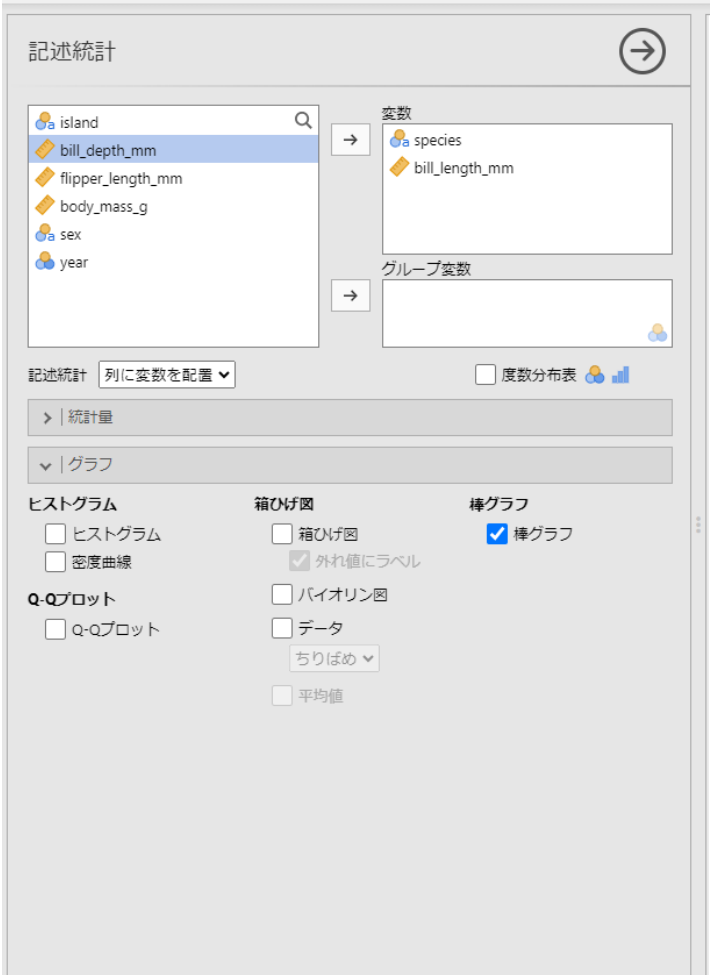 記述統計
island
bill_depth_mm
flipper_length_mm
body_mass_g
sex
year
変数
species
bill_length_mm
グループ変数
記述統計 列に変数を配置 度数分布表
統計量
グラフ
ヒストグラム
ヒストグラム
密度曲線
Q-Qプロット
Q-Qプロット
箱ひげ図
箱ひげ図
外れ値にラベル
バイオリン図
データ
ちりばめ
平均値
棒グラフ
棒グラフ